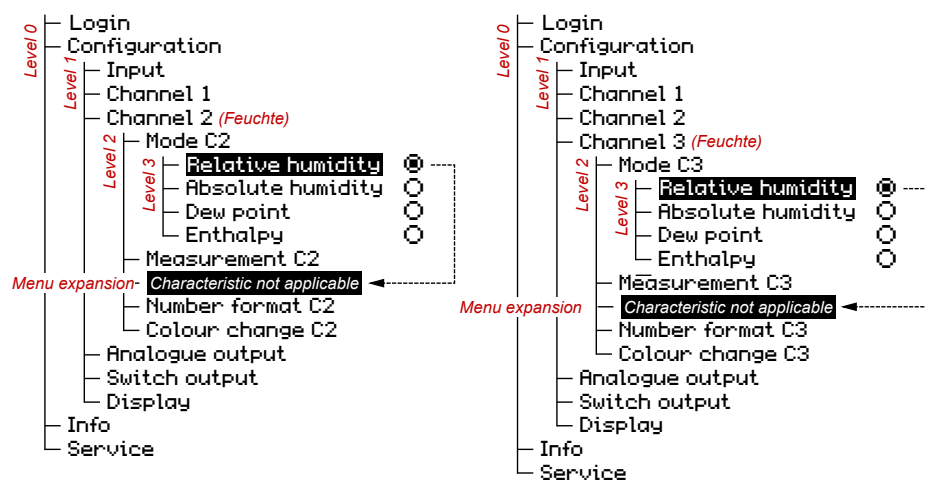 Level 0
Login
Configuration
Level 1
Input
Channel 1
Channel 2 (Feuchte)
Level 2
Mode C2
Level 3
Relative humidity
Absolute humidity
Dew point
Enthalpy
Measurement C2
Menu expansion- Characteristic not applicable
Number format C2
Colour change C2
Analogue output
Switch output
Display
Info
Service
Level 0
Login
Configuration
Level 1
Input
Channel 1
Channel 2
Channel 3 (Feuchte)
Level 2
Mode C3
Level 3
Relative humidity
Absolute humidity
Dew point
Enthalpy
Measurement C3
Menu expansion Characteristic not applicable
Number format C3
Colour change C3
Analogue output
Switch output
Display
Info
Service